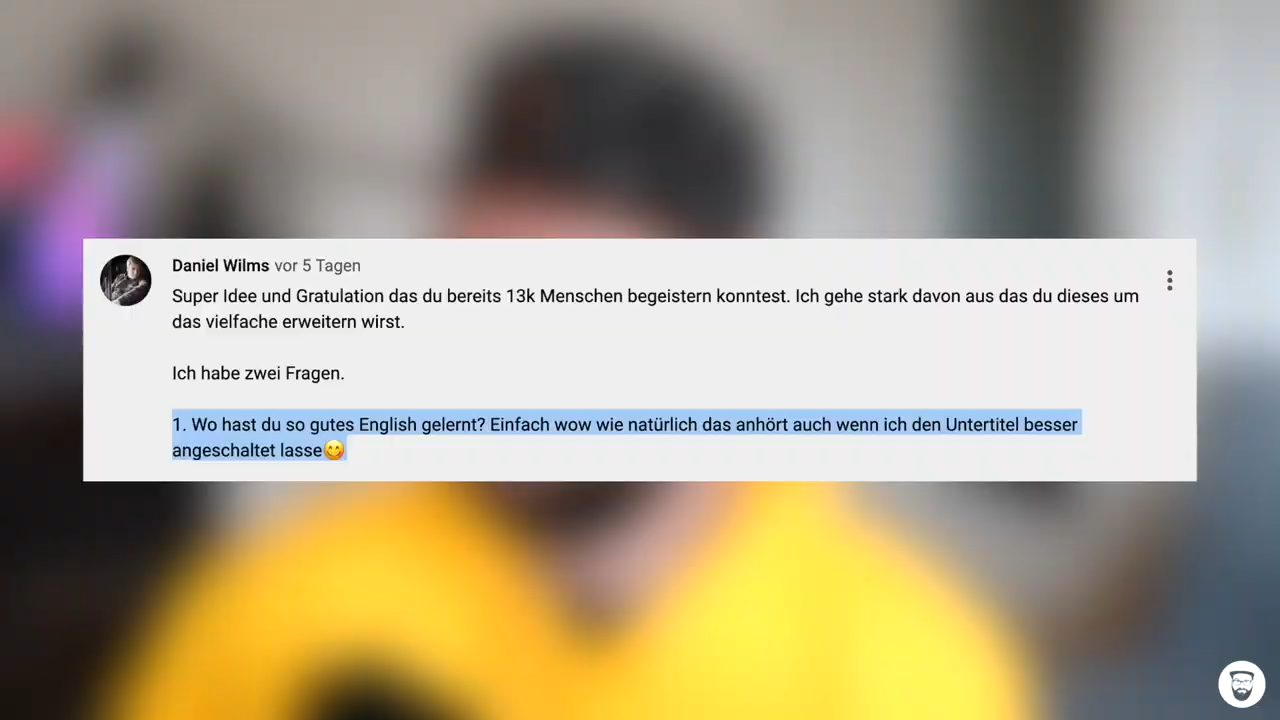 Daniel Wilms vor 5 Tagen
Super Idee und Gratulation das du bereits 13k Menschen begeistern konntest. Ich gehe stark davon aus das du dieses um
das vielfache erweitern wirst.
Ich habe zwei Fragen.
1. Wo hast du so gutes English gelernt? Einfach wow wie natürlich das anhört auch wenn ich den Untertitel besser
angeschaltet lasse😋